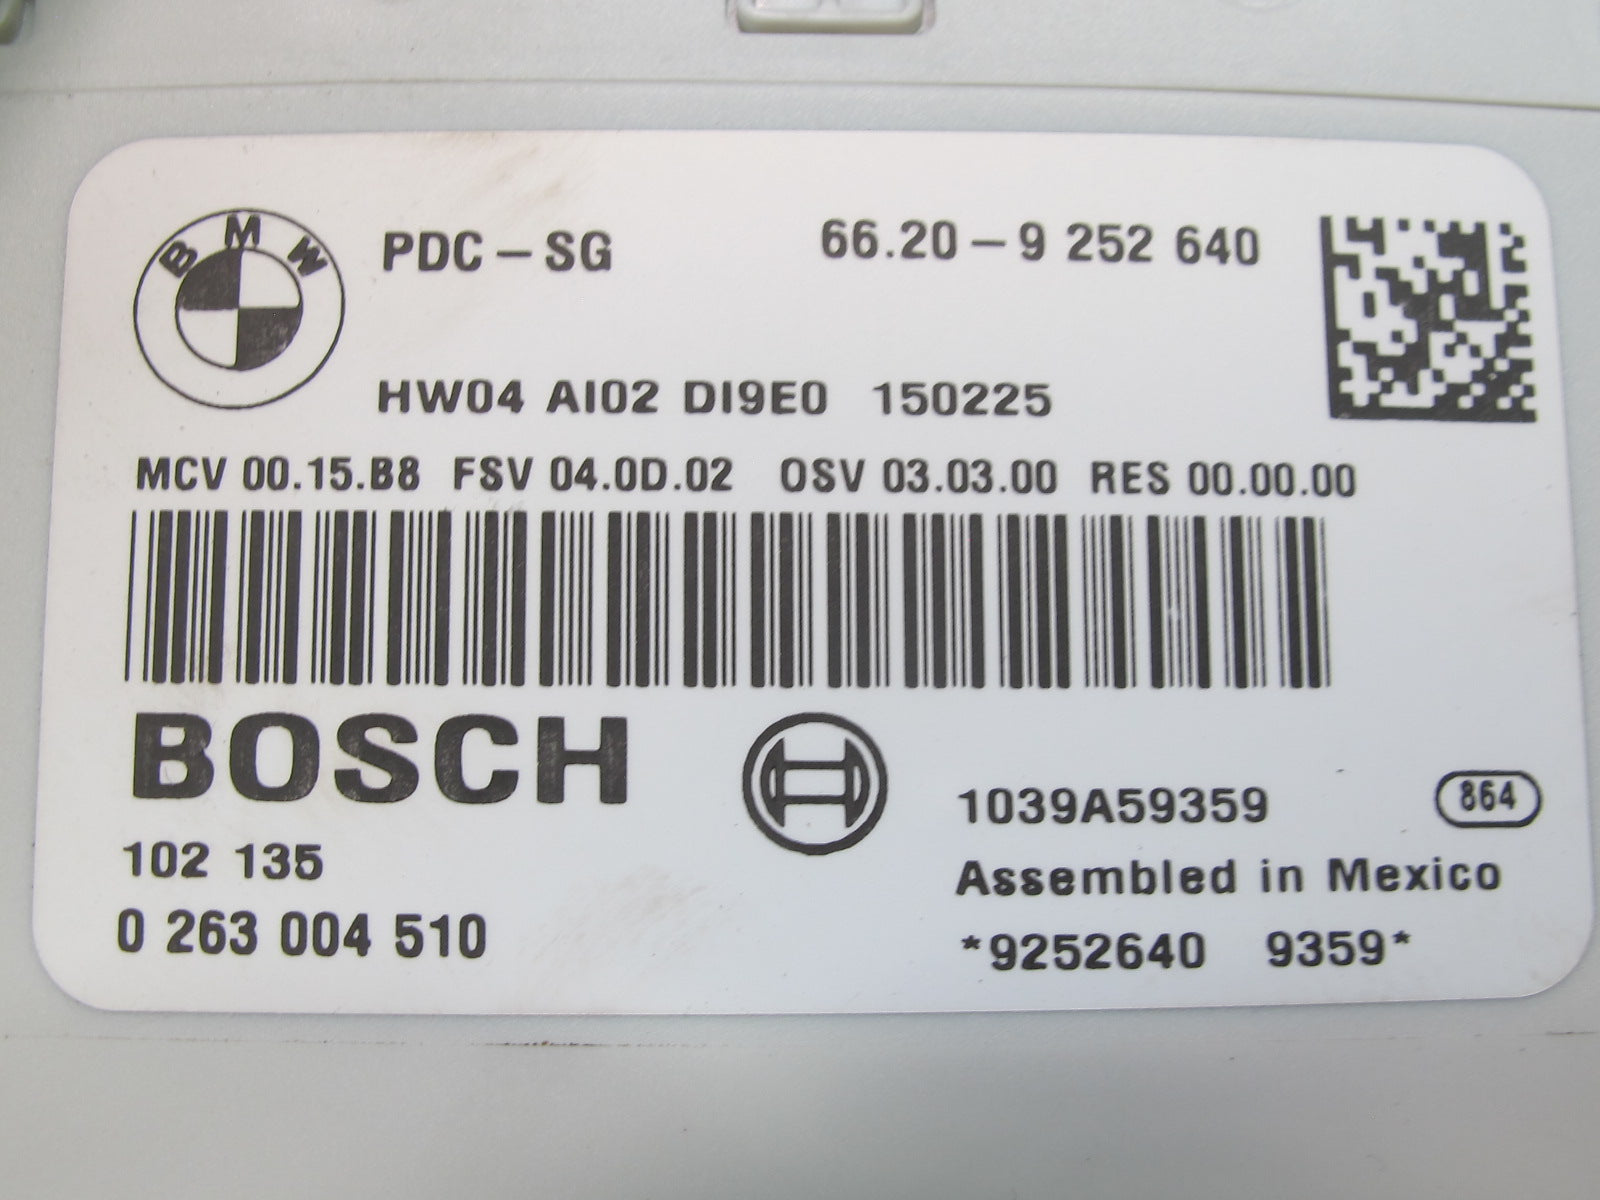 BMW
PDC-SG 66.20-9 252 640
HW04 AI02 DI9E0 150225
MCV 00.15.B8 FSV 04.0D.02 OSV 03.03.00 RES 00.00.00
BOSCH
1039A59359 864
102 135
Assembled in Mexico
0 263 004 510
*9252640 9359*